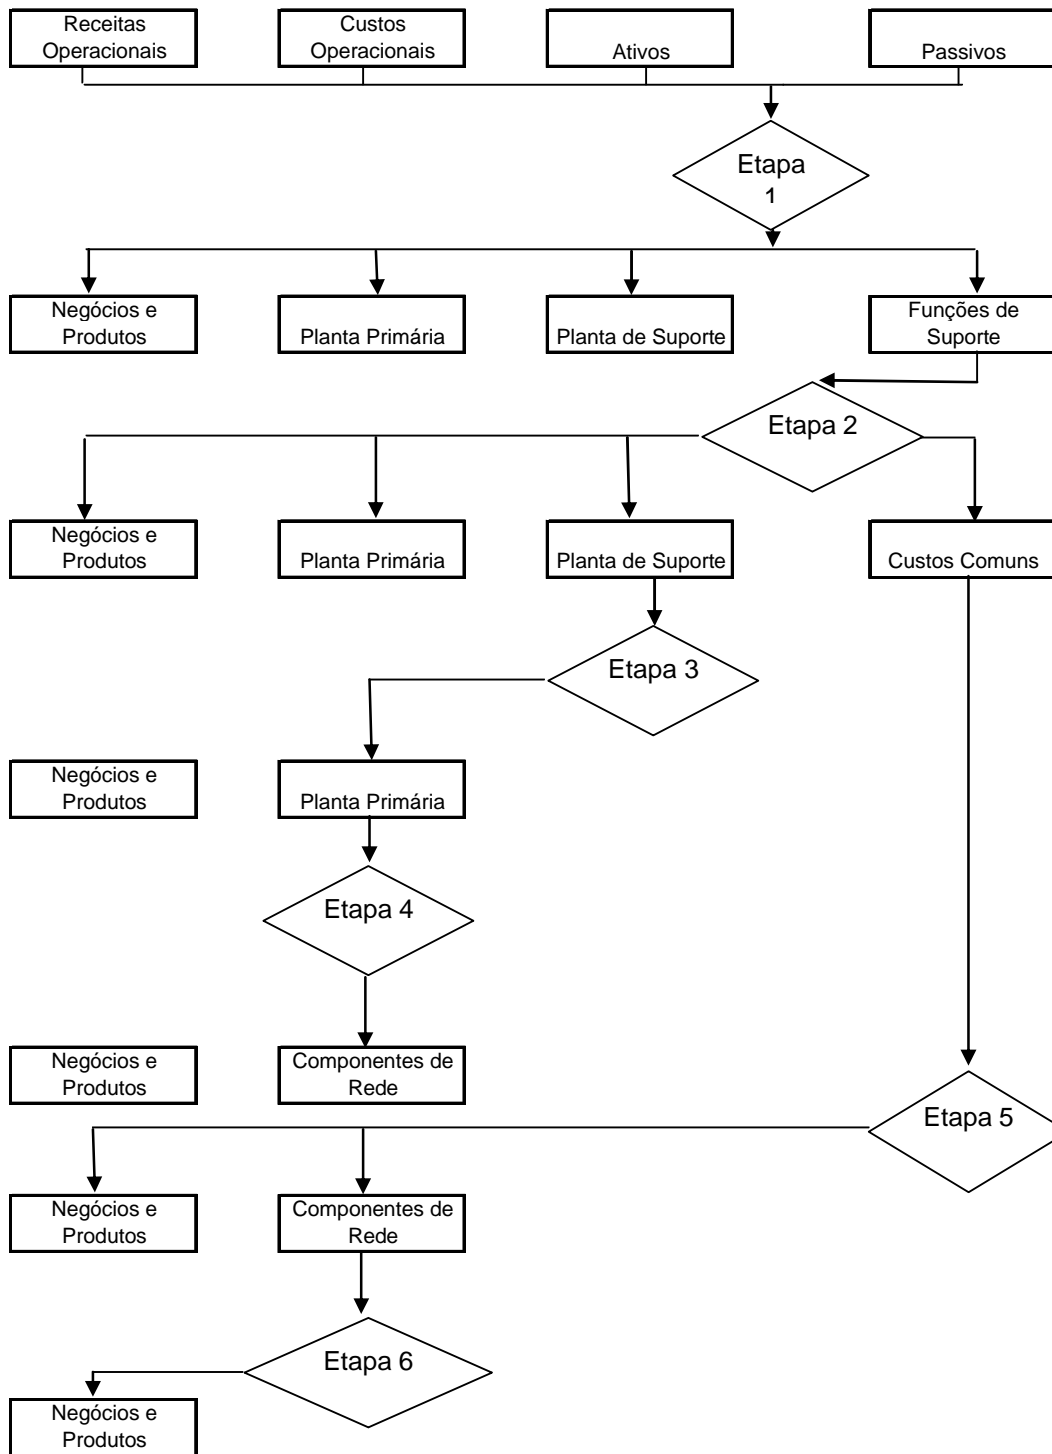 Receitas
Operacionais
Custos
Operacionais
Ativos
Passivos
Etapa
1
Negócios e
Produtos
Planta Primária
Planta de Suporte
Funções de
Suporte
Etapa 2
Negócios e
Produtos
Planta Primária
Planta de Suporte
Custos Comuns
Etapa 3
Negócios e
Produtos
Planta Primária
Etapa 4
Negócios e
Produtos
Componentes de
Rede
Etapa 5
Negócios e
Produtos
Componentes de
Rede
Etapa 6
Negócios e
Produtos